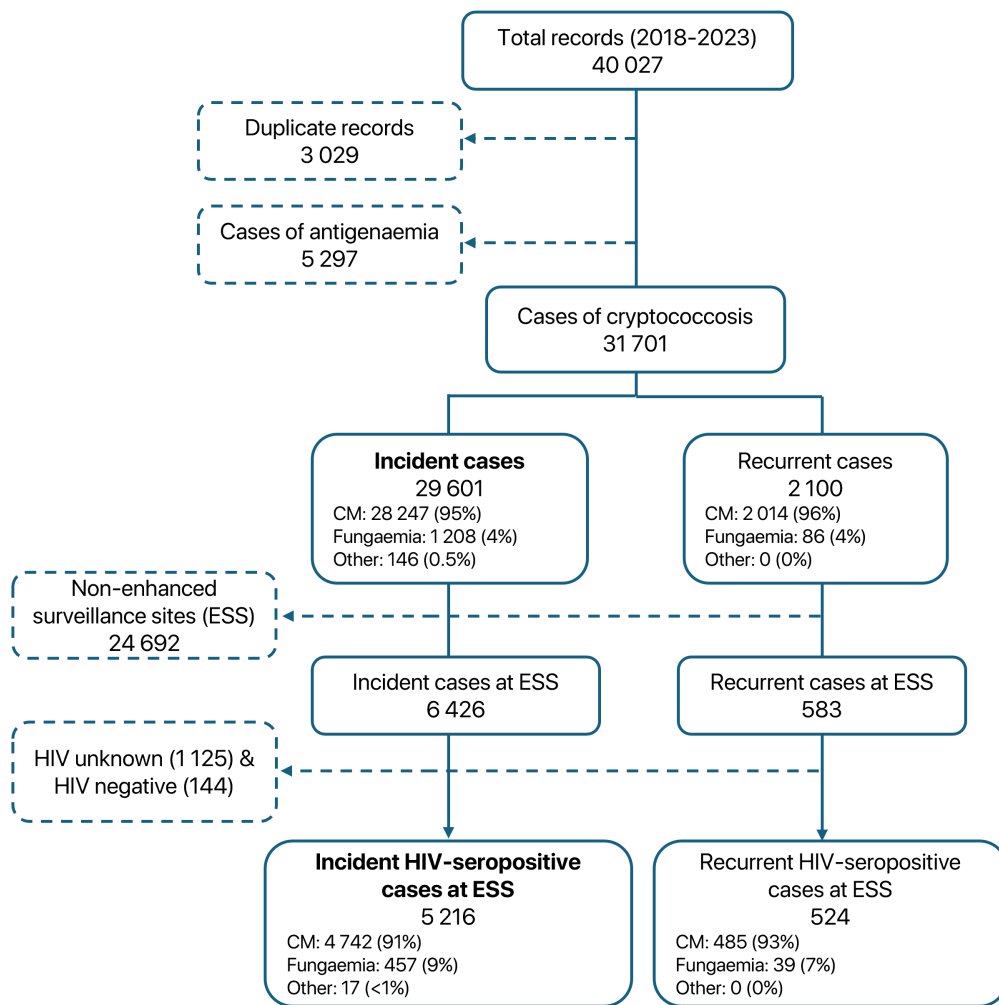 Total records (2018-2023)
40 027
Duplicate records
3 029
Cases of antigenaemia
5 297
Cases of cryptococcosis
31 701
Incident cases
29 601
CM: 28 247 (95%)
Fungaemia: 1 208 (4%)
Other: 146 (0.5%)
Recurrent cases
2 100
CM: 2 014 (96%)
Fungaemia: 86 (4%)
Other: 0 (0%)
Non-enhanced
surveillance sites (ESS)
24 692
Incident cases at ESS
6 426
Recurrent cases at ESS
583
HIV unknown (1 125) &
HIV negative (144)
Incident HIV-seropositive
cases at ESS
5 216
CM: 4 742 (91%)
Fungaemia: 457 (9%)
Other: 17 (<1%)
Recurrent HIV-seropositive
cases at ESS
524
CM: 485 (93%)
Fungaemia: 39 (7%)
Other: 0 (0%)